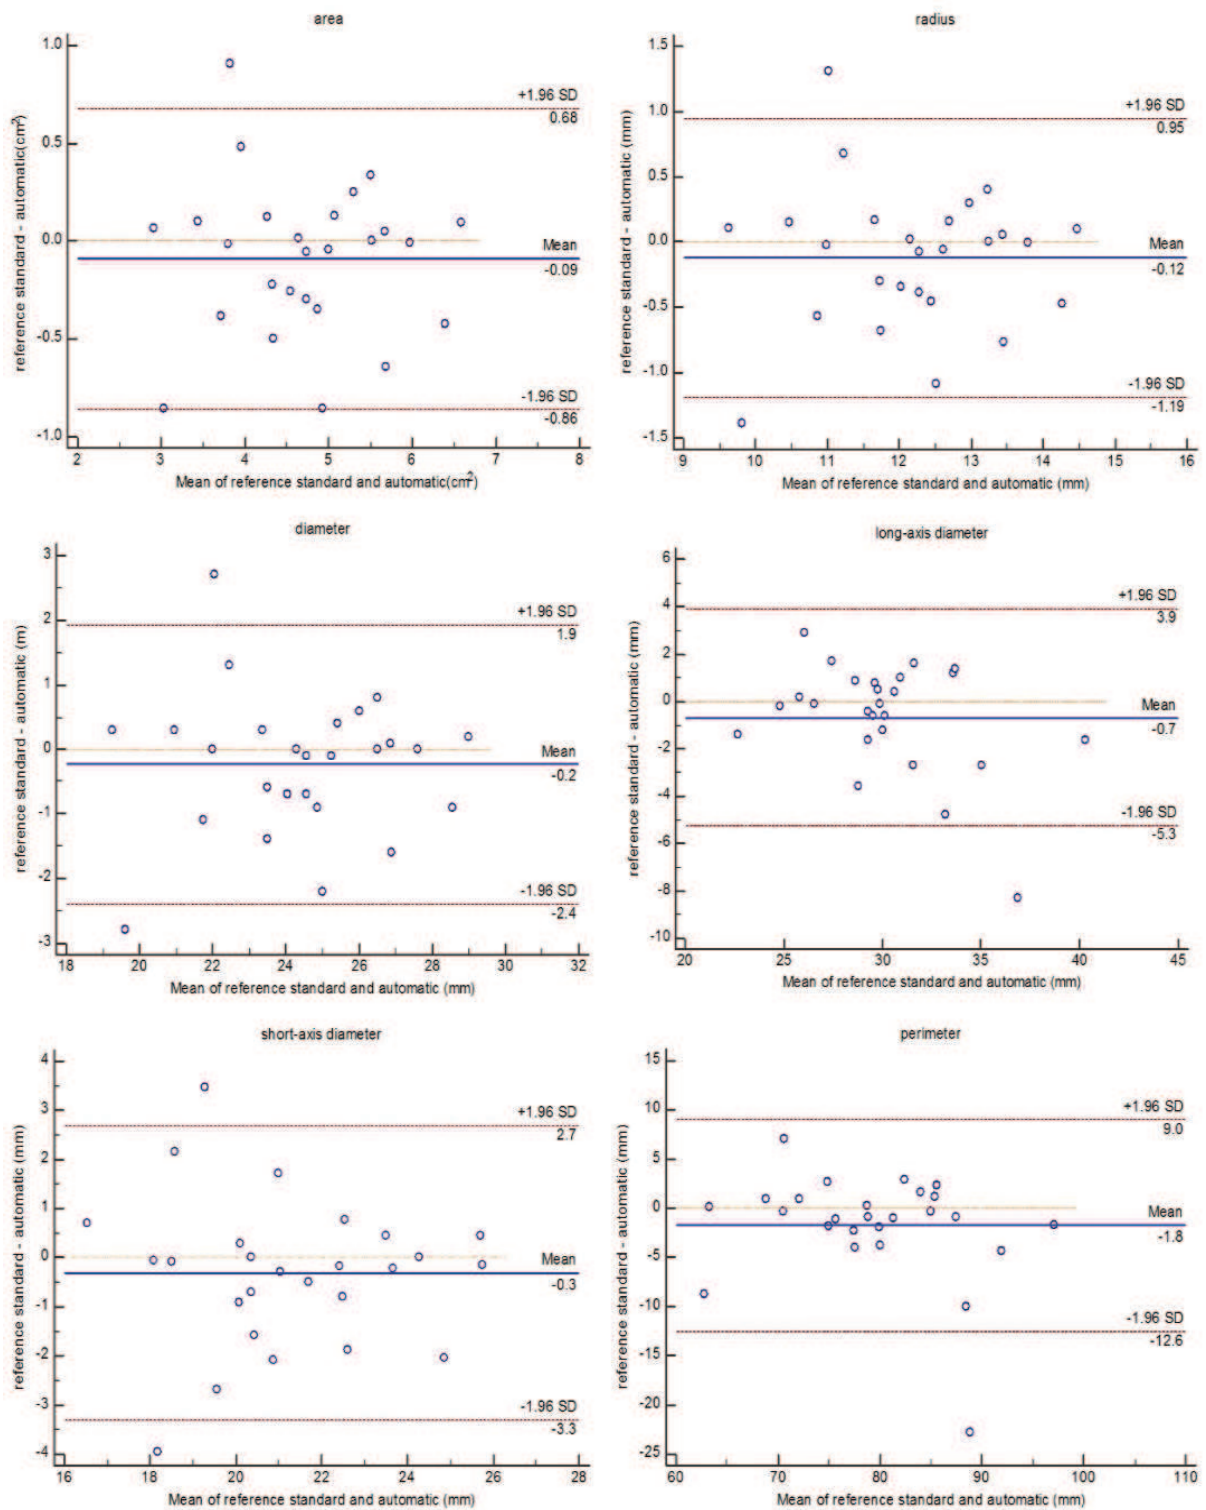 area
1.0
0.5
0.0
-0.5
-1.0
reference standard - automatic(cm²)
+1.96 SD
0.68
Mean
-0.09
-1.96 SD
-0.86
2 3 4 5 6 7 8
Mean of reference standard and automatic(cm²)
radius
1.5
1.0
0.5
0.0
-0.5
-1.0
-1.5
reference standard - automatic (mm)
+1.96 SD
0.95
Mean
-0.12
-1.96 SD
-1.19
9 10 11 12 13 14 15 16
Mean of reference standard and automatic (mm)
diameter
3
2
1
0
-1
-2
-3
reference standard - automatic (m)
+1.96 SD
1.9
Mean
-0.2
-1.96 SD
-2.4
18 20 22 24 26 28 30 32
Mean of reference standard and automatic (mm)
long-axis diameter
6
4
2
0
-2
-4
-6
-8
-10
reference standard - automatic (mm)
+1.96 SD
3.9
Mean
-0.7
-1.96 SD
-5.3
20 25 30 35 40 45
Mean of reference standard and automatic (mm)
short-axis diameter
4
3
2
1
0
-1
-2
-3
-4
reference standard - automatic (mm)
+1.96 SD
2.7
Mean
-0.3
-1.96 SD
-3.3
16 18 20 22 24 26 28
Mean of reference standard and automatic (mm)
perimeter
15
10
5
0
-5
-10
-15
-20
-25
reference standard - automatic (mm)
+1.96 SD
9.0
Mean
-1.8
-1.96 SD
-12.6
60 70 80 90 100 110
Mean of reference standard and automatic (mm)